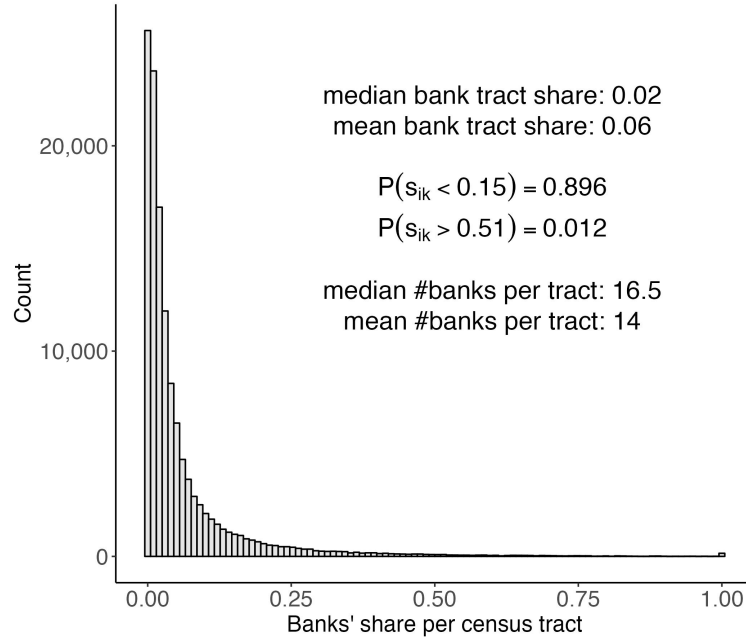 median bank tract share: 0.02
mean bank tract share: 0.06
P(s_ik < 0.15) = 0.896
P(s_ik > 0.51) = 0.012
median #banks per tract: 16.5
mean #banks per tract: 14
Count
20,000
10,000
0
0.00 0.25 0.50 0.75 1.00
Banks' share per census tract